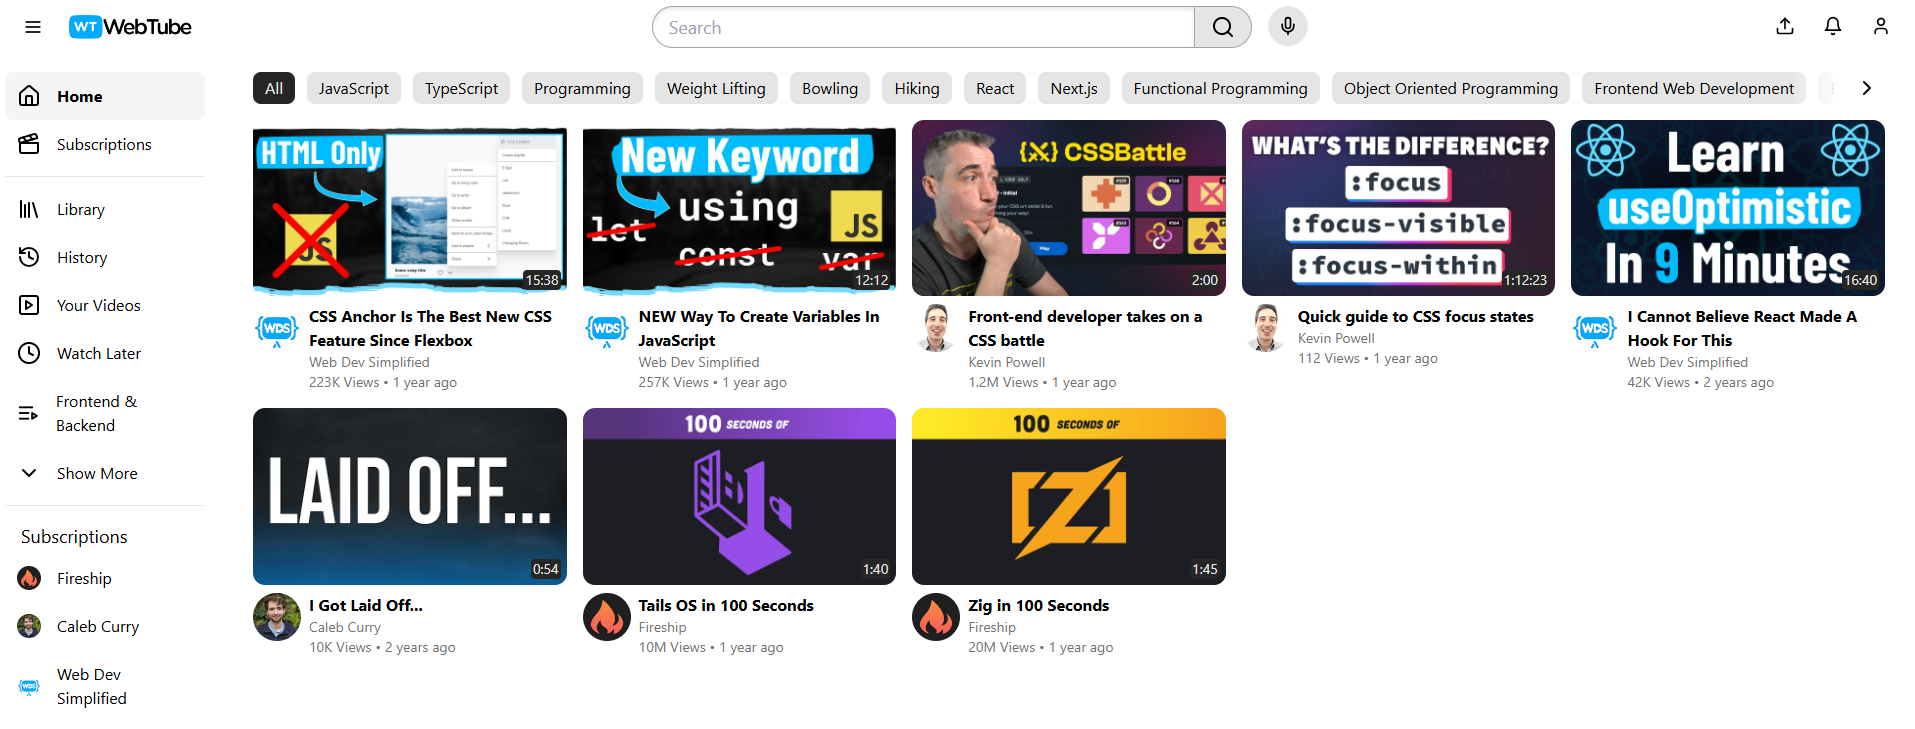 WT WebTube
Search
Home
Subscriptions
Library
History
Your Videos
Watch Later
Frontend &
Backend
Show More
Subscriptions
Fireship
Caleb Curry
WDS
Web Dev
Simplified
All JavaScript TypeScript Programming Weight Lifting Bowling Hiking React Next.js Functional Programming Object Oriented Programming Frontend Web Development
HTML Only
JS
15:38
WDS
CSS Anchor Is The Best New CSS
Feature Since Flexbox
Web Dev Simplified
223K Views • 1 year ago
New Keyword
using
let
JS
const
var
12:12
WDS
NEW Way To Create Variables In
JavaScript
Web Dev Simplified
257K Views • 1 year ago
{X} CSSBattle
Play
2:00
Front-end developer takes on a
CSS battle
Kevin Powell
1.2M Views • 1 year ago
WHAT'S THE DIFFERENCE?
:focus
:focus-visible
:focus-within
1:12:23
Quick guide to CSS focus states
Kevin Powell
112 Views • 1 year ago
Learn
useOptimistic
In 9 Minutes
16:40
WDS
I Cannot Believe React Made A
Hook For This
Web Dev Simplified
42K Views • 2 years ago
LAID OFF...
0:54
I Got Laid Off...
Caleb Curry
10K Views • 2 years ago
100 SECONDS OF
1:40
Tails OS in 100 Seconds
Fireship
10M Views • 1 year ago
100 SECONDS OF
1:45
Zig in 100 Seconds
Fireship
20M Views • 1 year ago